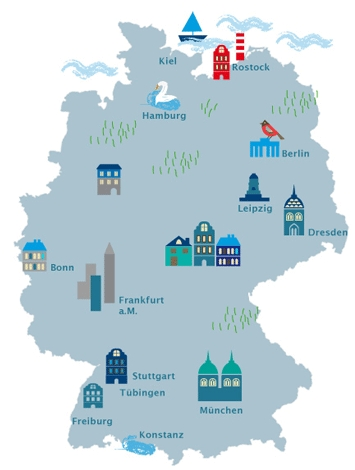 Kiel
Rostock
Hamburg
Berlin
Leipzig
Dresden
Bonn
Frankfurt
a.M.
Stuttgart
Tübingen
München
Freiburg
Konstanz